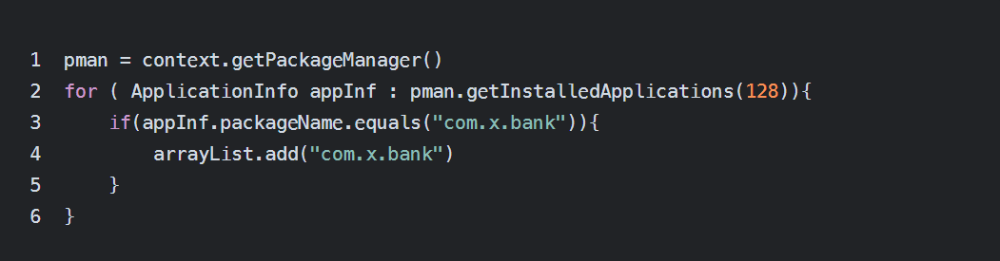 1 pman = context.getPackageManager()
2 for ( ApplicationInfo appInf : pman.getInstalledApplications(128)){
3     if(appInf.packageName.equals("com.x.bank")){
4         arrayList.add("com.x.bank")
5     }
6 }